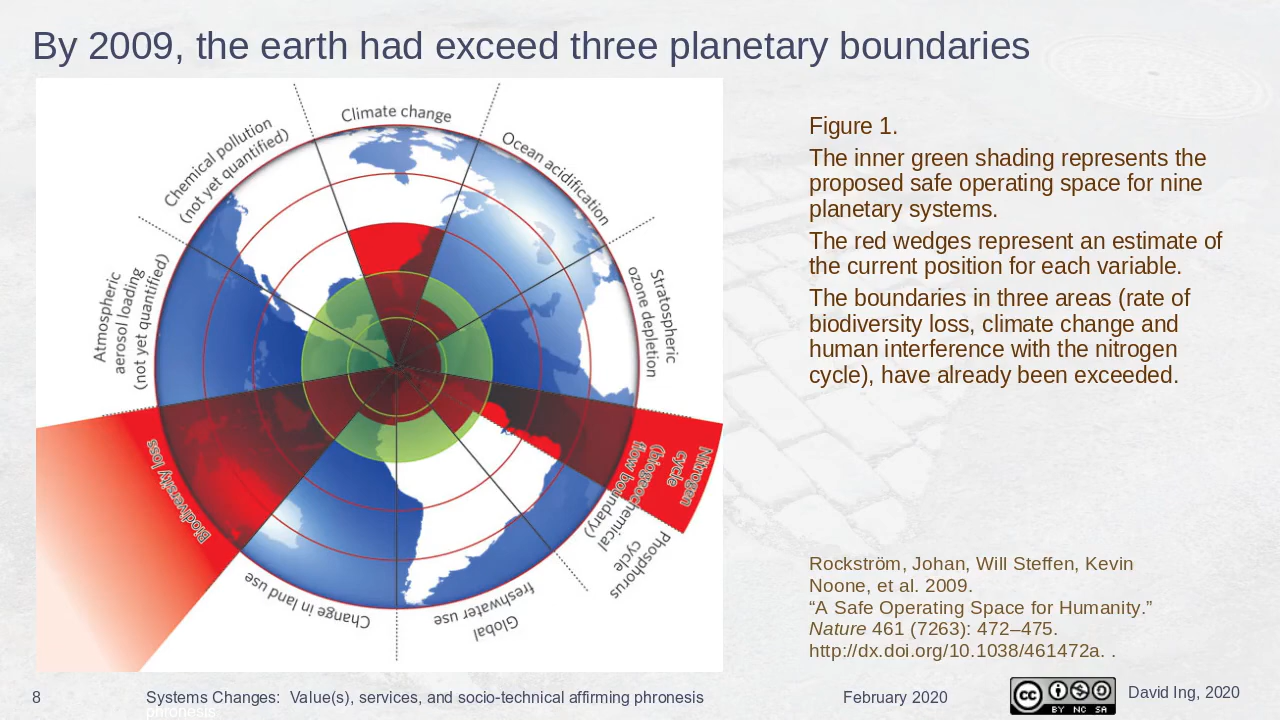 By 2009, the earth had exceed three planetary boundaries
Climate change
Ocean acidification
Stratospheric
ozone depletion
Nitrogen
cycle
(biogeochemical
flow boundary)
Phosphorus
cycle
Global
freshwater use
Change in land use
Biodiversity loss
Atmospheric
aerosol loading
(not yet quantified)
Chemical pollution
(not yet quantified)
Figure 1.
The inner green shading represents the
proposed safe operating space for nine
planetary systems.
The red wedges represent an estimate of
the current position for each variable.
The boundaries in three areas (rate of
biodiversity loss, climate change and
human interference with the nitrogen
cycle), have already been exceeded.
Rockström, Johan, Will Steffen, Kevin
Noone, et al. 2009.
“A Safe Operating Space for Humanity.”
Nature 461 (7263): 472–475.
http://dx.doi.org/10.1038/461472a. .
8
Systems Changes: Value(s), services, and socio-technical affirming phronesis
phronesis
February 2020
cc
BY NC SA
David Ing, 2020